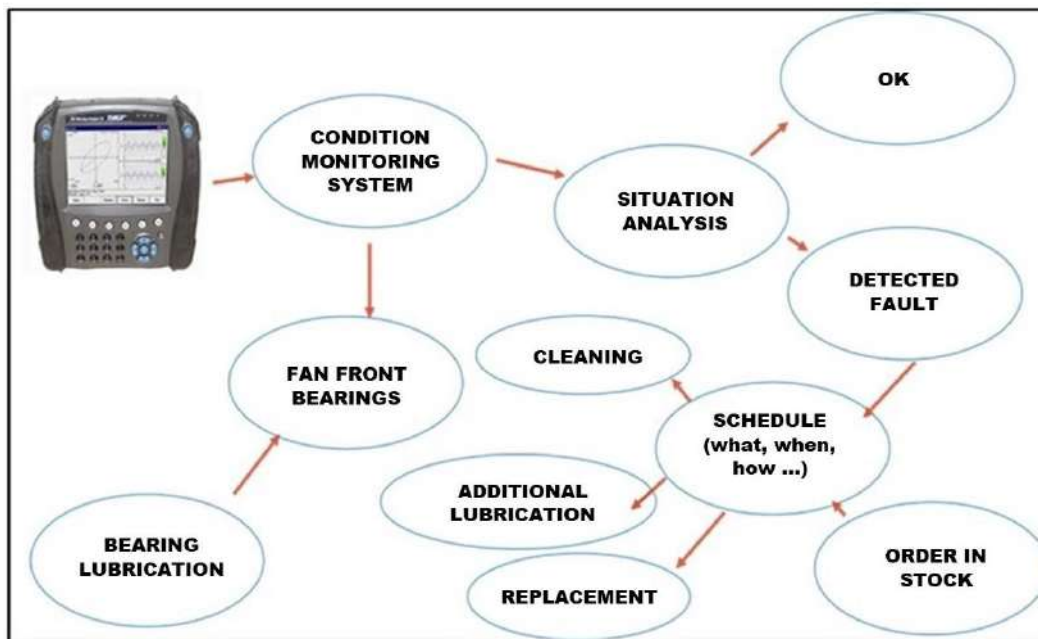 OK
CONDITION
MONITORING
SYSTEM
SITUATION
ANALYSIS
DETECTED
FAULT
CLEANING
FAN FRONT
BEARINGS
SCHEDULE
(what, when,
how ...)
ADDITIONAL
LUBRICATION
BEARING
LUBRICATION
ORDER IN
STOCK
REPLACEMENT